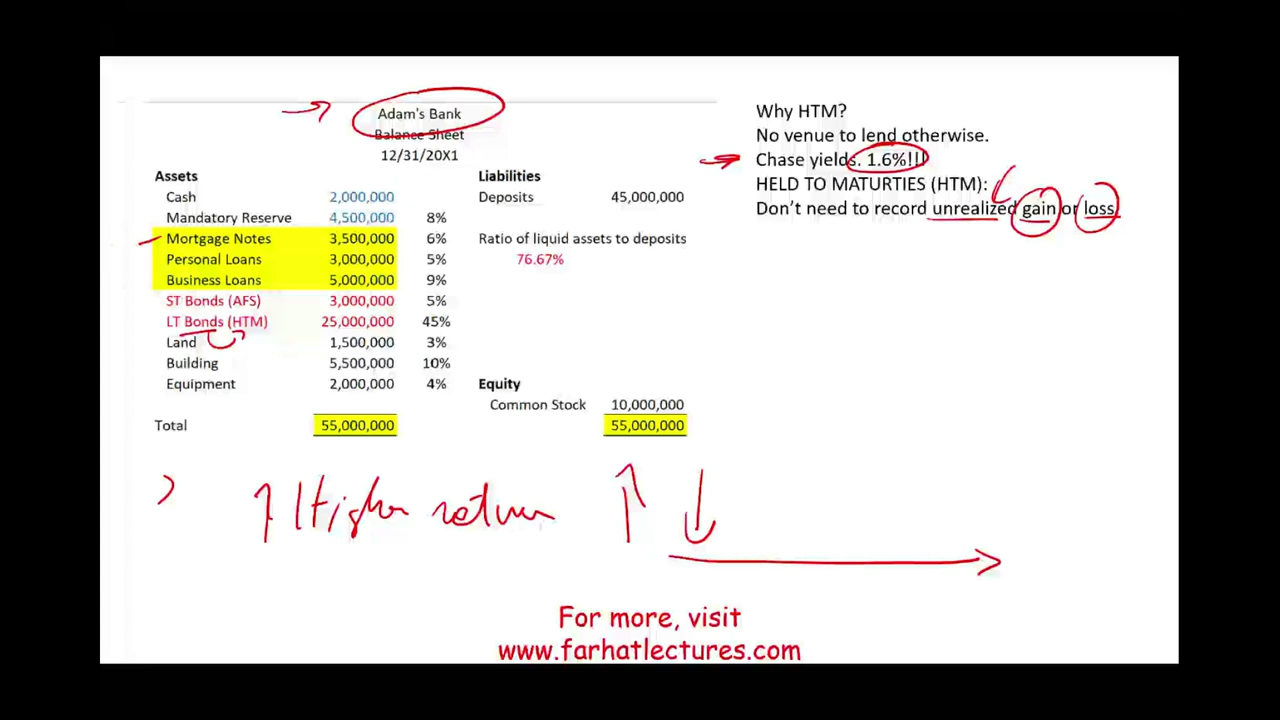 Adam's Bank
Balance Sheet
12/31/20X1
Assets
Cash 2,000,000
Mandatory Reserve 4,500,000 8%
Mortgage Notes 3,500,000 6%
Personal Loans 3,000,000 5%
Business Loans 5,000,000 9%
ST Bonds (AFS) 3,000,000 5%
LT Bonds (HTM) 25,000,000 45%
Land 1,500,000 3%
Building 5,500,000 10%
Equipment 2,000,000 4%
Total 55,000,000
Liabilities
Deposits 45,000,000
Ratio of liquid assets to deposits
76.67%
Equity
Common Stock 10,000,000
55,000,000
Why HTM?
No venue to lend otherwise.
Chase yields. 1.6%!!!
HELD TO MATURTIES (HTM):
Don't need to record unrealized gain or loss
Higher return
For more, visit
www.farhatlectures.com